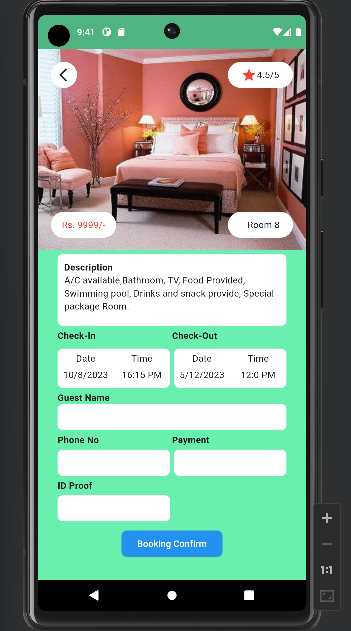 9:41
4.5/5
Rs. 9999/-
Room 8
Description
A/C available,Bathroom, TV, Food Provided,
Swimming pool, Drinks and snack provide, Special
package Room.
Check-In Check-Out
Date Time Date Time
10/8/2023 16:15 PM 5/12/2023 12:0 PM
Guest Name
Phone No Payment
ID Proof
Booking Confirm
1:1